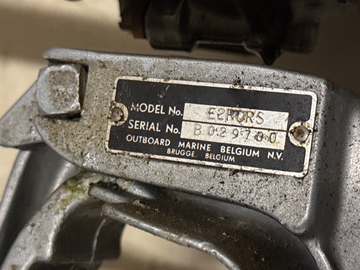 MODEL No. E2RCRS
SERIAL No. B029700
OUTBOARD MARINE BELGIUM N.V.
BRUGGE, BELGIUM